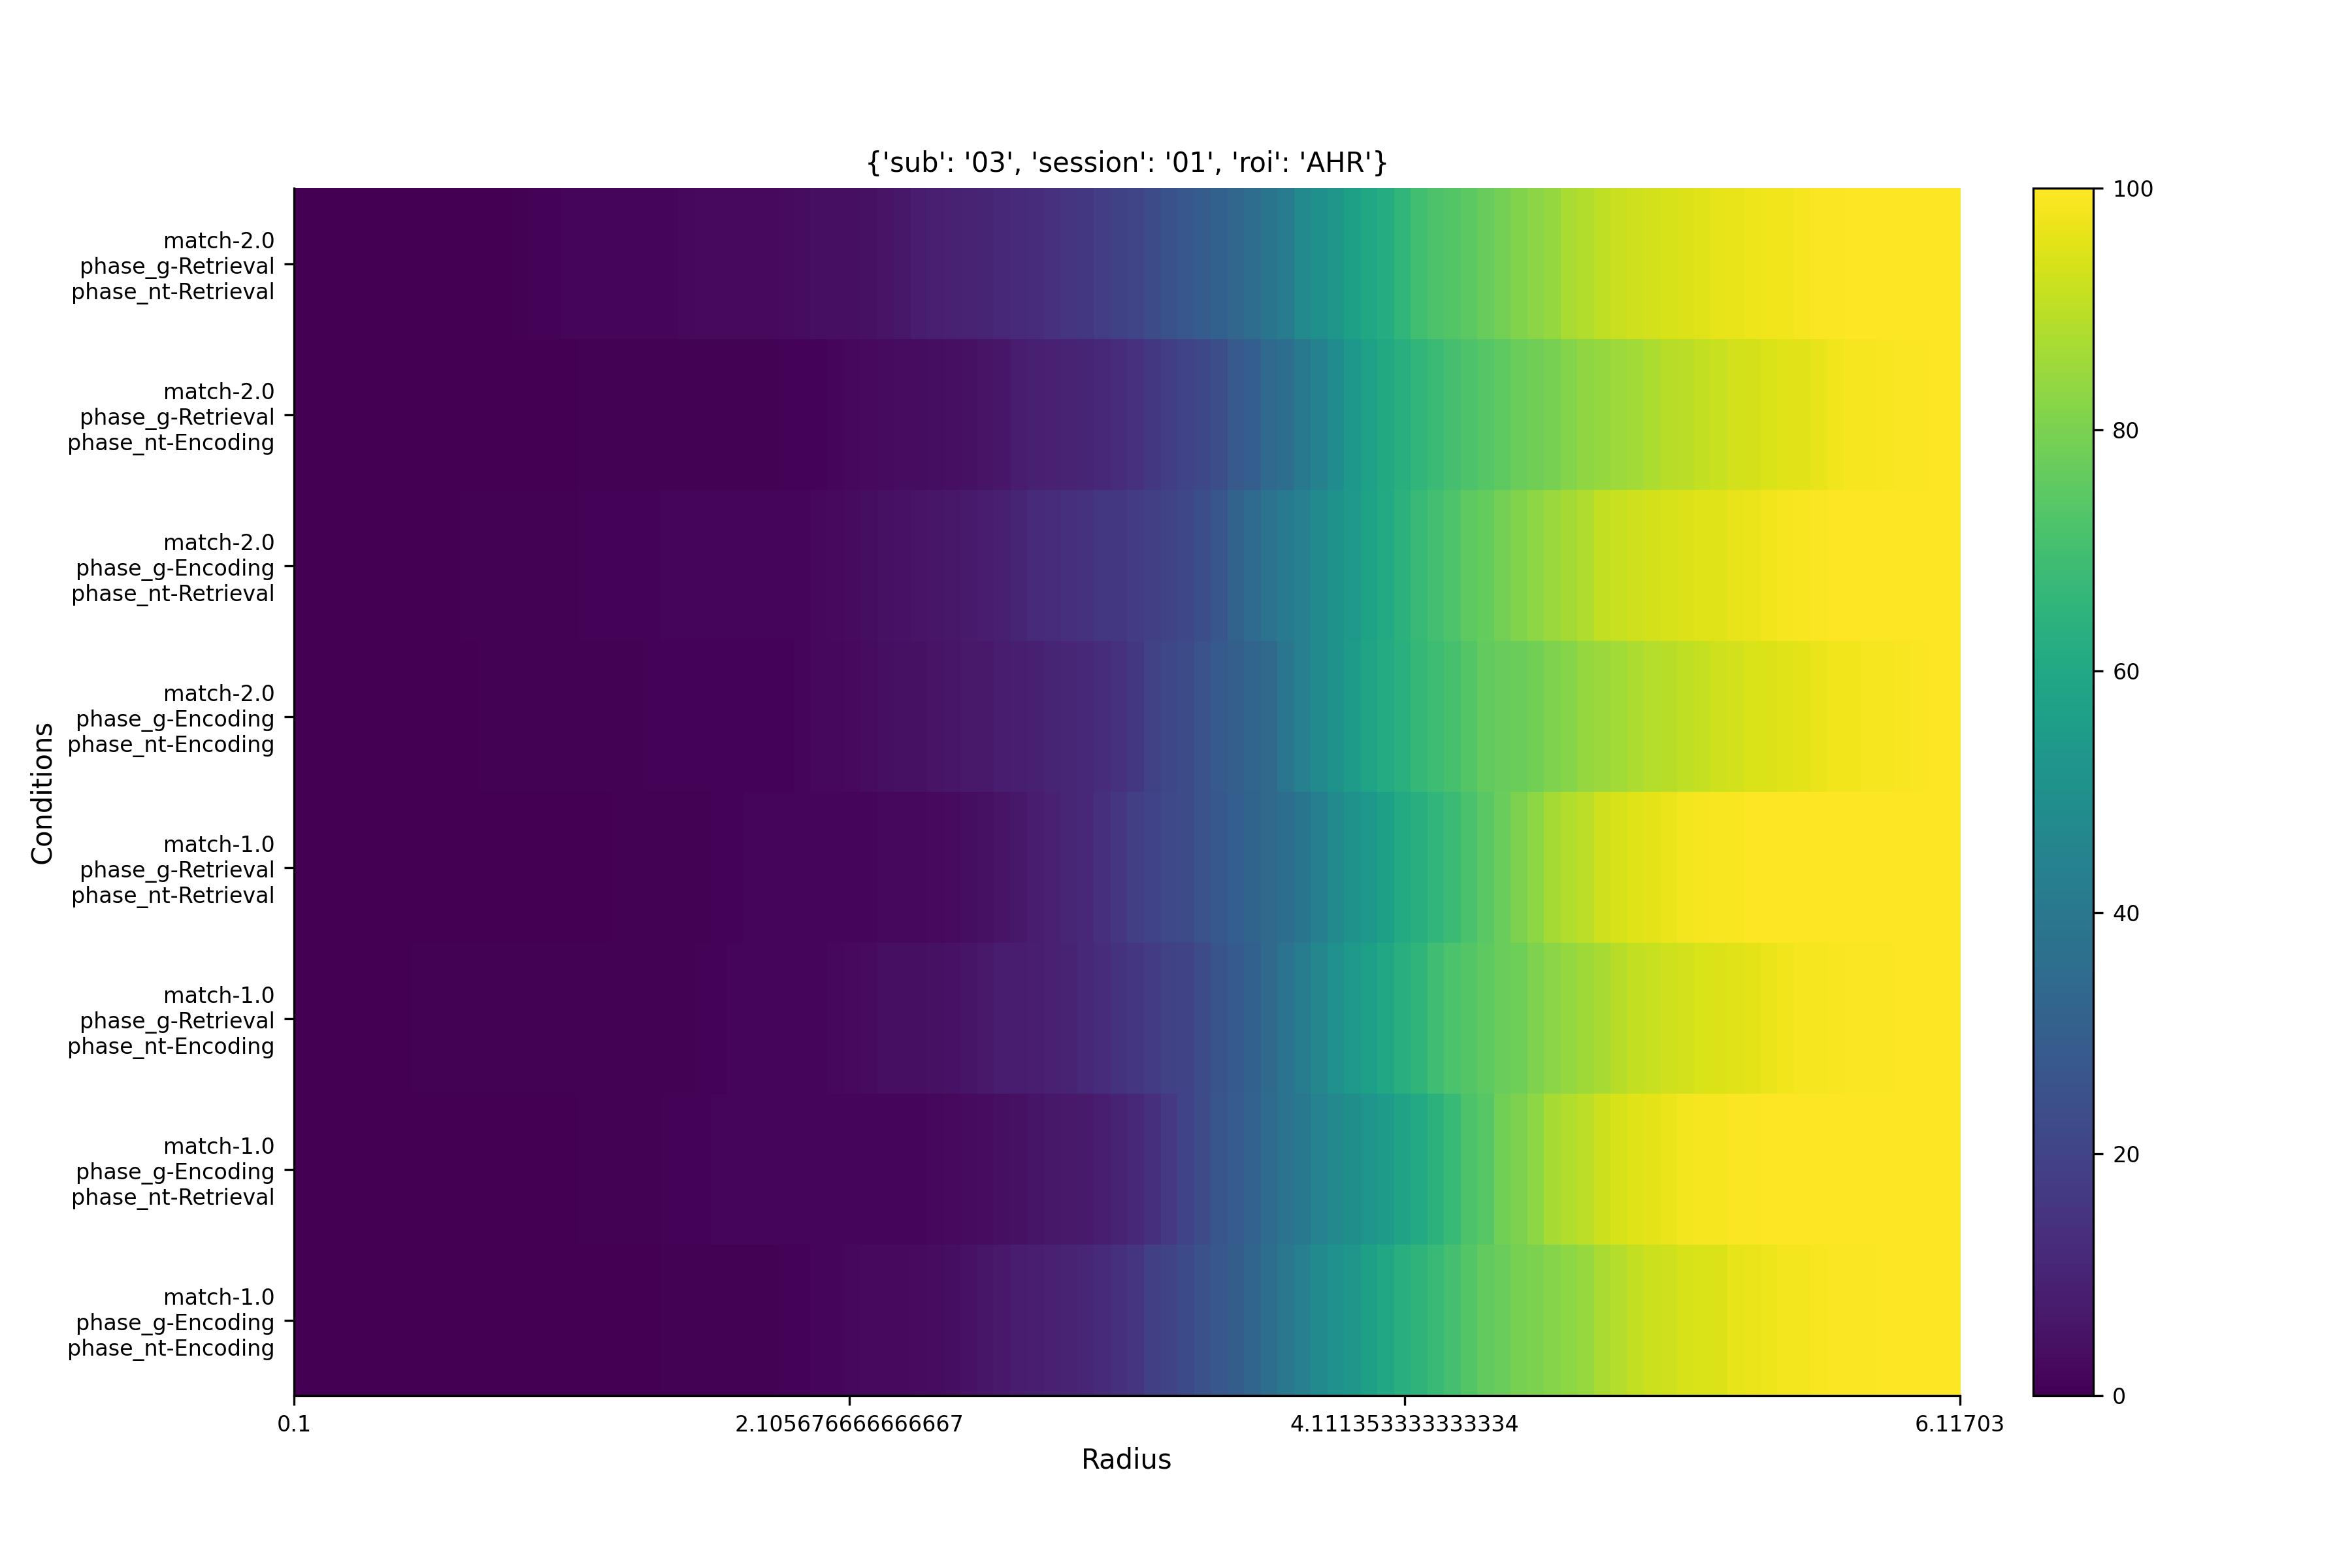 {'sub': '03', 'session': '01', 'roi': 'AHR'}
match-2.0
phase_g-Retrieval
phase_nt-Retrieval
match-2.0
phase_g-Retrieval
phase_nt-Encoding
match-2.0
phase_g-Encoding
phase_nt-Retrieval
match-2.0
phase_g-Encoding
phase_nt-Encoding
match-1.0
phase_g-Retrieval
phase_nt-Retrieval
match-1.0
phase_g-Retrieval
phase_nt-Encoding
match-1.0
phase_g-Encoding
phase_nt-Retrieval
match-1.0
phase_g-Encoding
phase_nt-Encoding
Conditions
0.1 2.105676666666667 4.111353333333334 6.11703
Radius
100
80
60
40
20
0